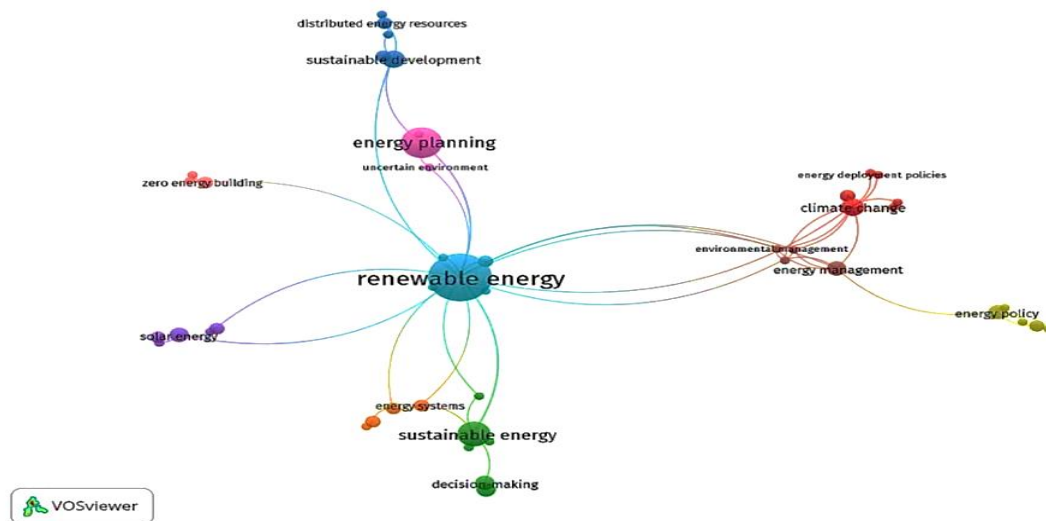 distributed energy resources
sustainable development
energy planning
uncertain environment
zero energy building
energy deployment policies
climate change
environmental management
energy management
renewable energy
energy policy
solar energy
energy systems
sustainable energy
decision making
VOSviewer